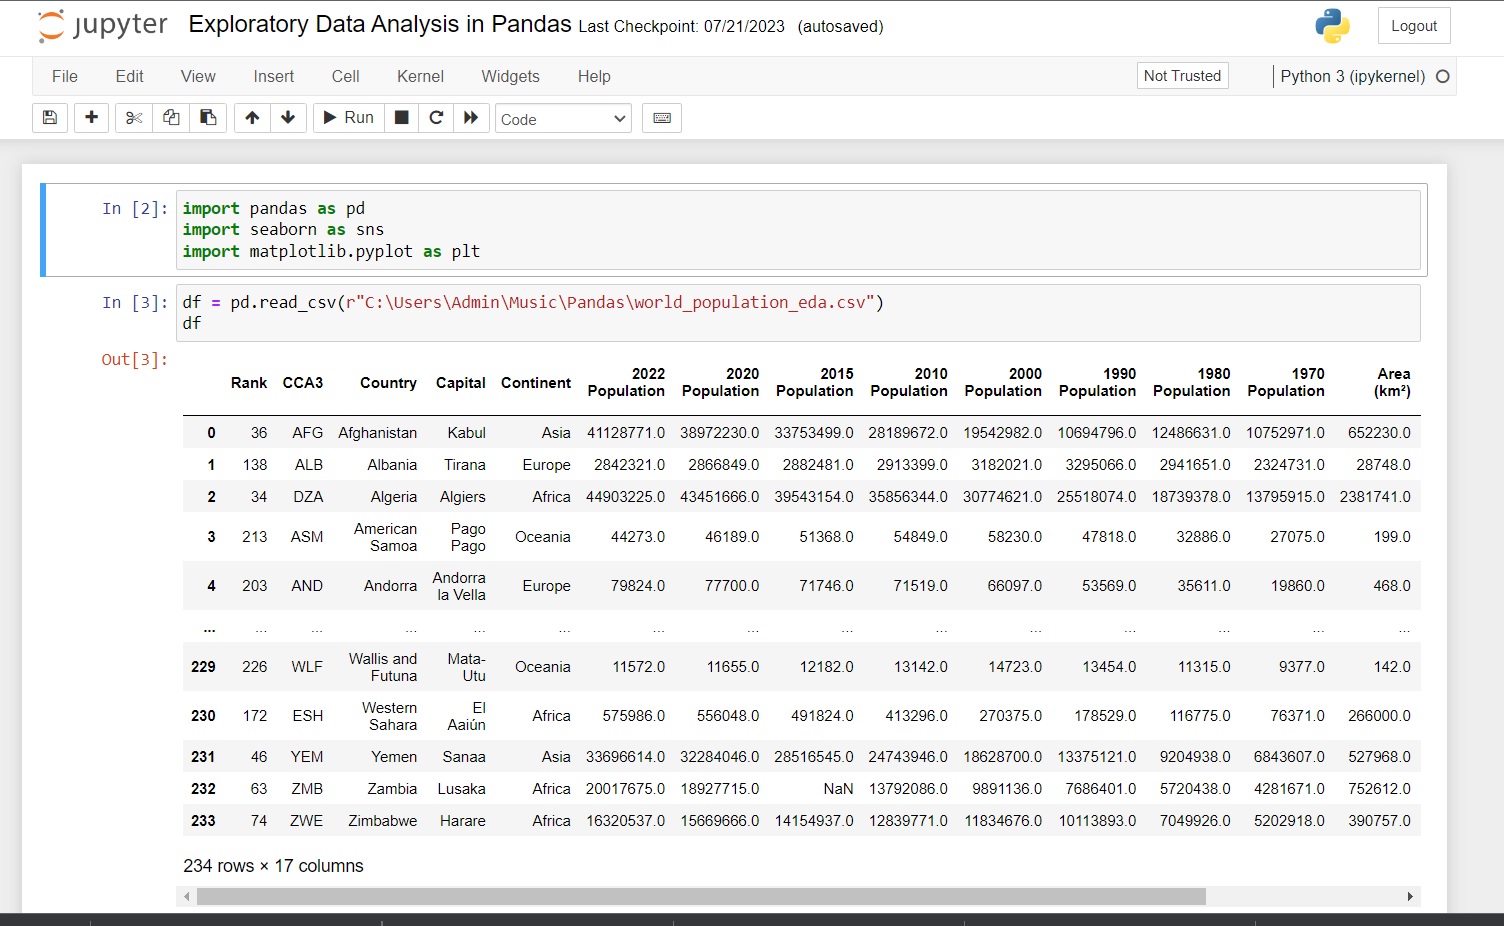 jupyter Exploratory Data Analysis in Pandas Last Checkpoint: 07/21/2023 (autosaved) Logout
File Edit View Insert Cell Kernel Widgets Help Not Trusted Python 3 (ipykernel)
Run Code
In [2]: import pandas as pd
import seaborn as sns
import matplotlib.pyplot as plt
In [3]: df = pd.read_csv(r"C:\Users\Admin\Music\Pandas\world_population_eda.csv")
df
Out[3]:
Rank CCA3 Country Capital Continent 2022 Population 2020 Population 2015 Population 2010 Population 2000 Population 1990 Population 1980 Population 1970 Population Area (km²)
0 36 AFG Afghanistan Kabul Asia 41128771.0 38972230.0 33753499.0 28189672.0 19542982.0 10694796.0 12486631.0 10752971.0 652230.0
1 138 ALB Albania Tirana Europe 2842321.0 2866849.0 2882481.0 2913399.0 3182021.0 3295066.0 2941651.0 2324731.0 28748.0
2 34 DZA Algeria Algiers Africa 44903225.0 43451666.0 39543154.0 35856344.0 30774621.0 25518074.0 18739378.0 13795915.0 2381741.0
3 213 ASM American Samoa Pago Pago Oceania 44273.0 46189.0 51368.0 54849.0 58230.0 47818.0 32886.0 27075.0 199.0
4 203 AND Andorra Andorra la Vella Europe 79824.0 77700.0 71746.0 71519.0 66097.0 53569.0 35611.0 19860.0 468.0
... ... ... ... ... ... ... ... ... ... ... ... ... ... ...
229 226 WLF Wallis and Futuna Mata-Utu Oceania 11572.0 11655.0 12182.0 13142.0 14723.0 13454.0 11315.0 9377.0 142.0
230 172 ESH Western Sahara El Aaiún Africa 575986.0 556048.0 491824.0 413296.0 270375.0 178529.0 116775.0 76371.0 266000.0
231 46 YEM Yemen Sanaa Asia 33696614.0 32284046.0 28516545.0 24743946.0 18628700.0 13375121.0 9204938.0 6843607.0 527968.0
232 63 ZMB Zambia Lusaka Africa 20017675.0 18927715.0 NaN 13792086.0 9891136.0 7686401.0 5720438.0 4281671.0 752612.0
233 74 ZWE Zimbabwe Harare Africa 16320537.0 15669666.0 14154937.0 12839771.0 11834676.0 10113893.0 7049926.0 5202918.0 390757.0
234 rows × 17 columns